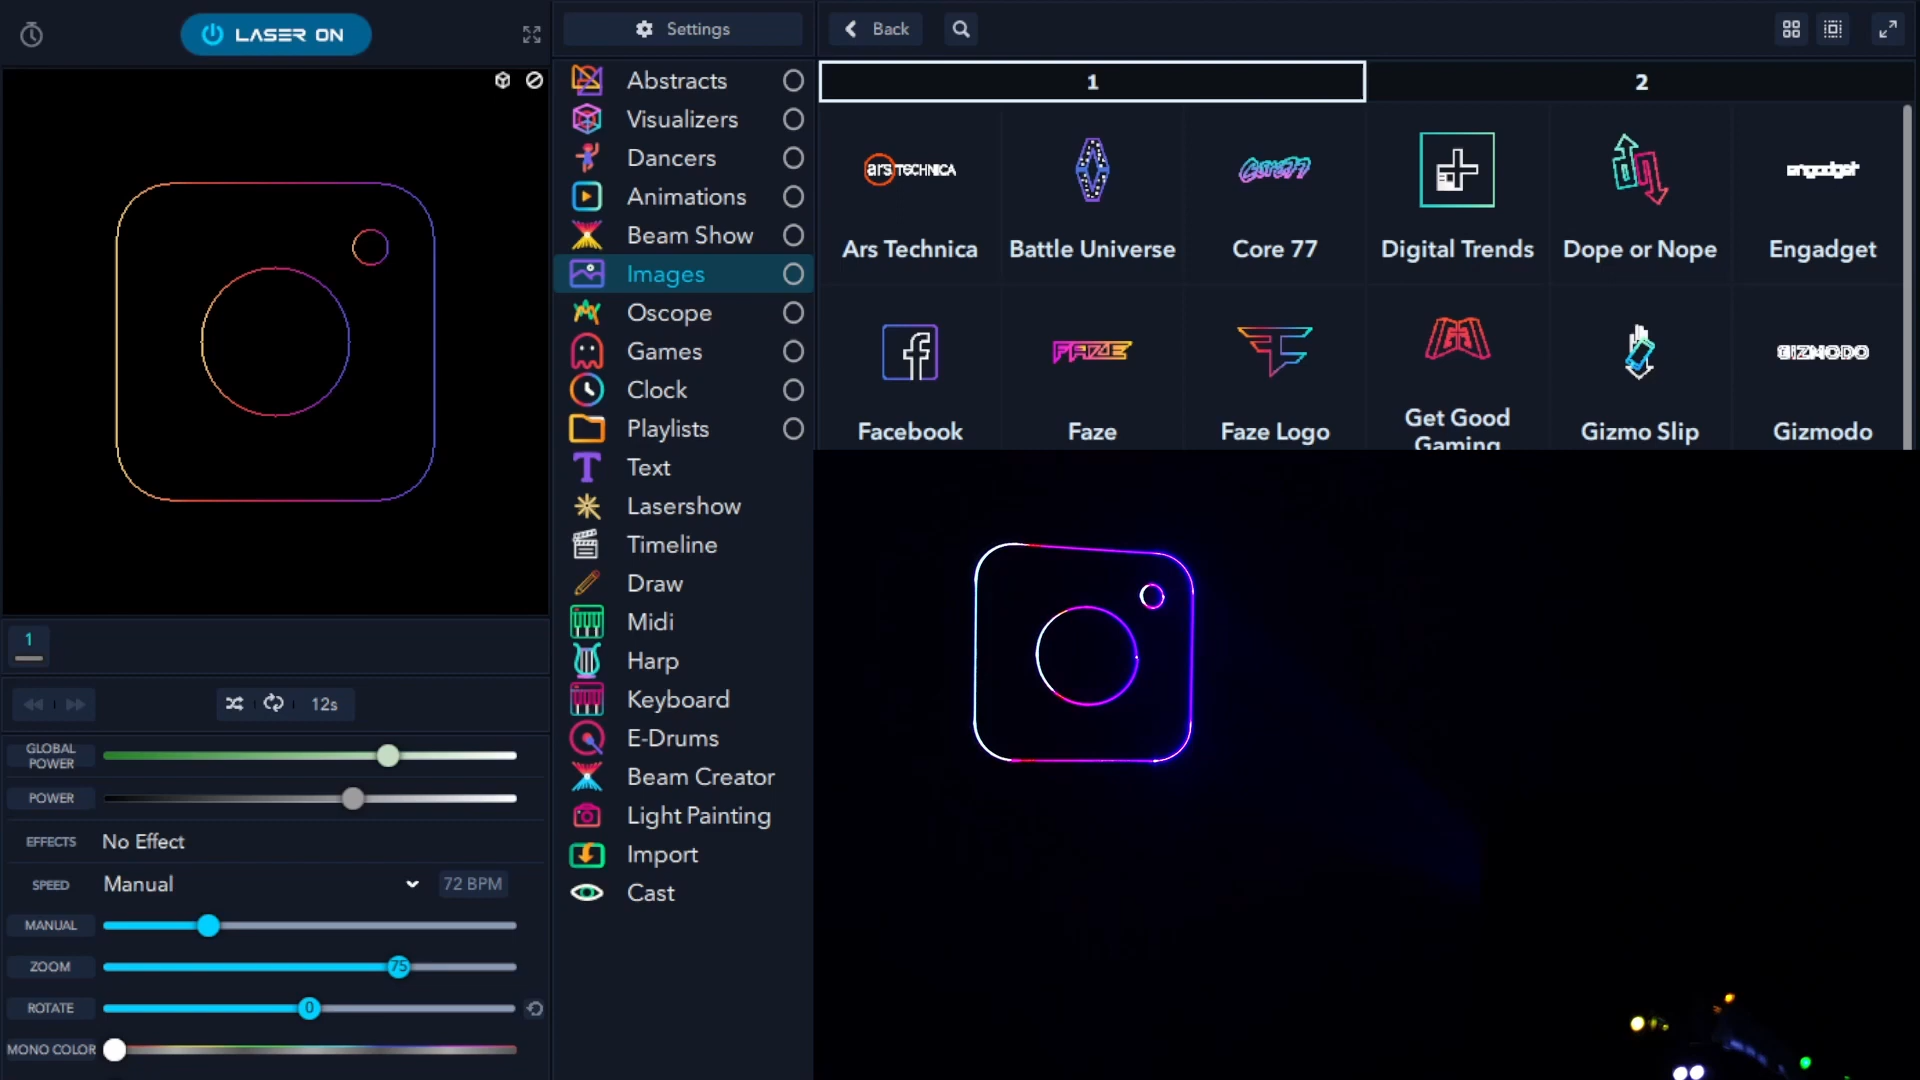 LASER ON
1
12s
GLOBAL
POWER
POWER
EFFECTS
No Effect
SPEED
Manual
72 BPM
MANUAL
ZOOM
75
ROTATE
0
MONO COLOR
Settings
Abstracts
Visualizers
Dancers
Animations
Beam Show
Images
Oscope
Games
Clock
Playlists
Text
Lasershow
Timeline
Draw
Midi
Harp
Keyboard
E-Drums
Beam Creator
Light Painting
Import
Cast
Back
1
2
ars TECHNICA
Core77
engadget
Ars Technica
Battle Universe
Core 77
Digital Trends
Dope or Nope
Engadget
f
FAZE
GIZMODO
Facebook
Faze
Faze Logo
Get Good
Gaming
Gizmo Slip
Gizmodo